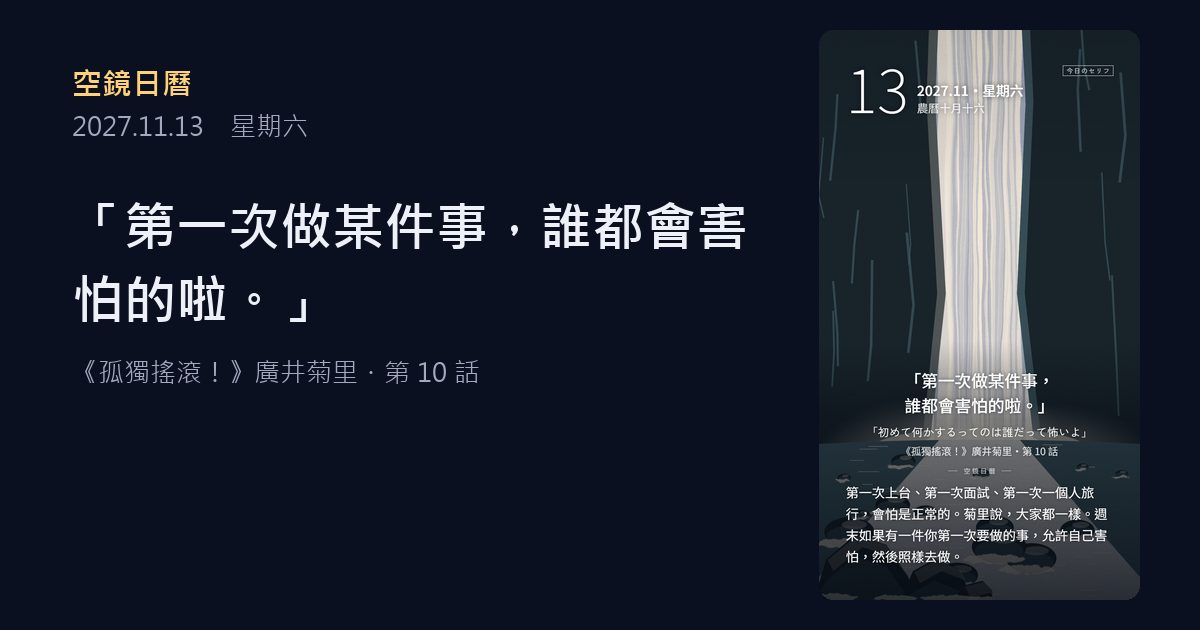 空鏡日曆
2027.11.13 星期六
「第一次做某件事，誰都會害
怕的啦。」
《孤獨搖滾！》廣井菊里・第 10 話
13
2027.11・星期六
農曆十月十六
今日のセリフ
「第一次做某件事，
誰都會害怕的啦。」
「初めて何かするってのは誰だって怖いよ」
《孤獨搖滾！》廣井菊里・第 10 話
— 空鏡日曆 —
第一次上台、第一次面試、第一次一個人旅
行，會怕是正常的。菊里說，大家都一樣。週
末如果有一件你第一次要做的事，允許自己害
怕，然後照樣去做。